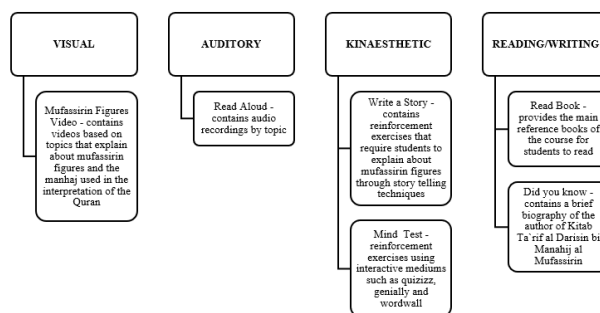 VISUAL
Mufassirin Figures
Video - contains
videos based on
topics that explain
about mufassirin
figures and the
manhaj used in the
interpretation of the
Quran
AUDITORY
Read Aloud -
contains audio
recordings by topic
KINAESTHETIC
Write a Story -
contains
reinforcement
exercises that
require students to
explain about
mufassirin figures
through story telling
techniques
Mind Test -
reinforcement
exercises using
interactive mediums
such as quizizz,
genially and
wordwall
READING/WRITING
Read Book -
provides the main
reference books of
the course for
students to read
Did you know -
contains a brief
biography of the
author of Kitab
Ta`rif al Darisin bi
Manahij al
Mufassirin